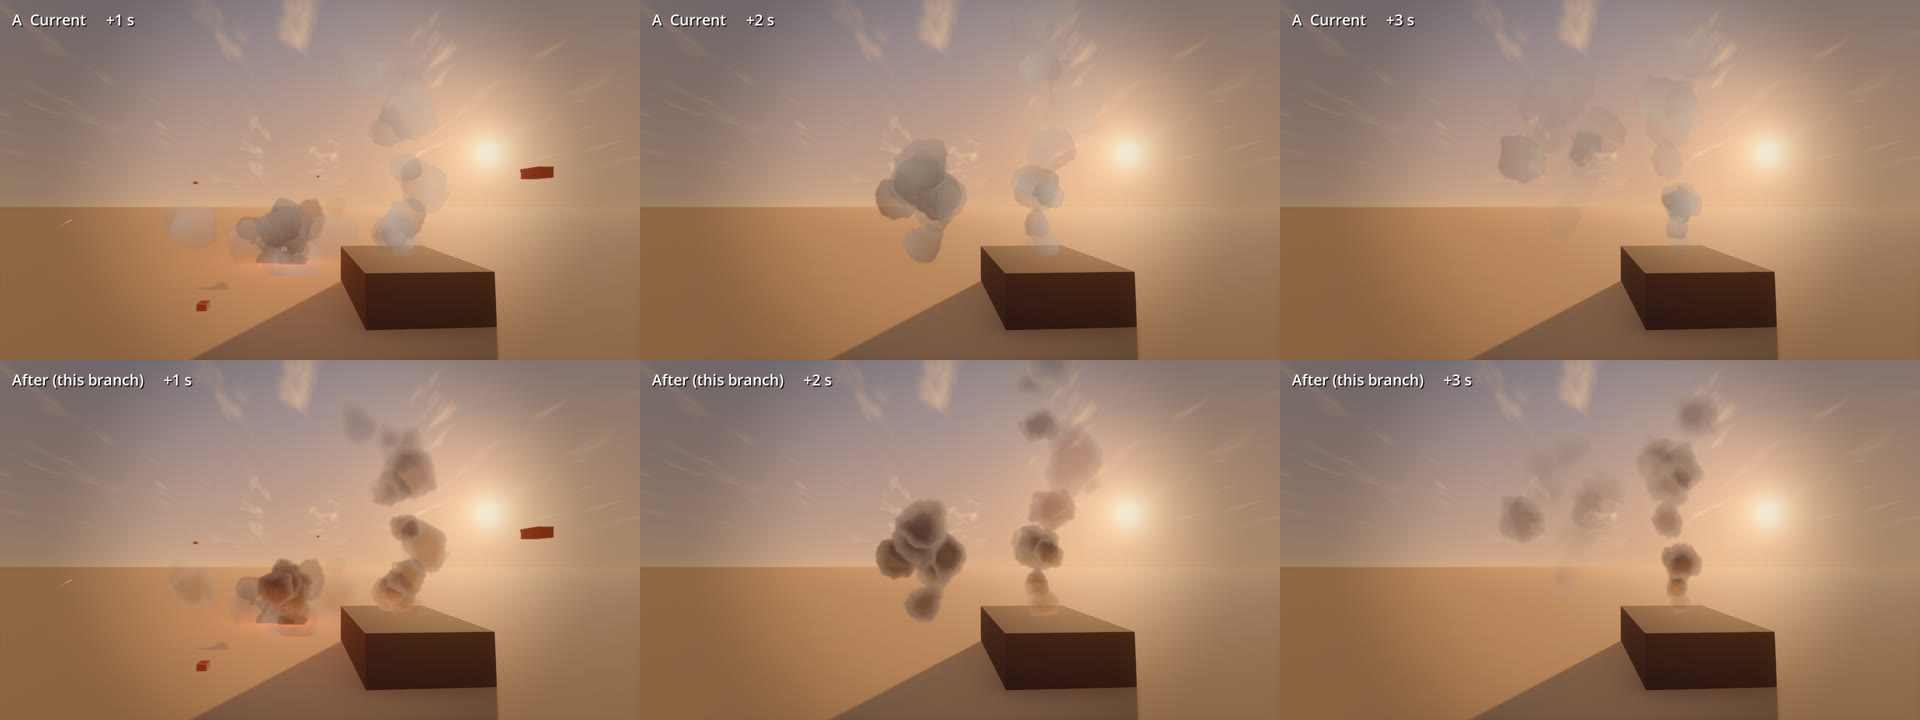 A Current +1 s
A Current +2 s
A Current +3 s
After (this branch) +1 s
After (this branch) +2 s
After (this branch) +3 s